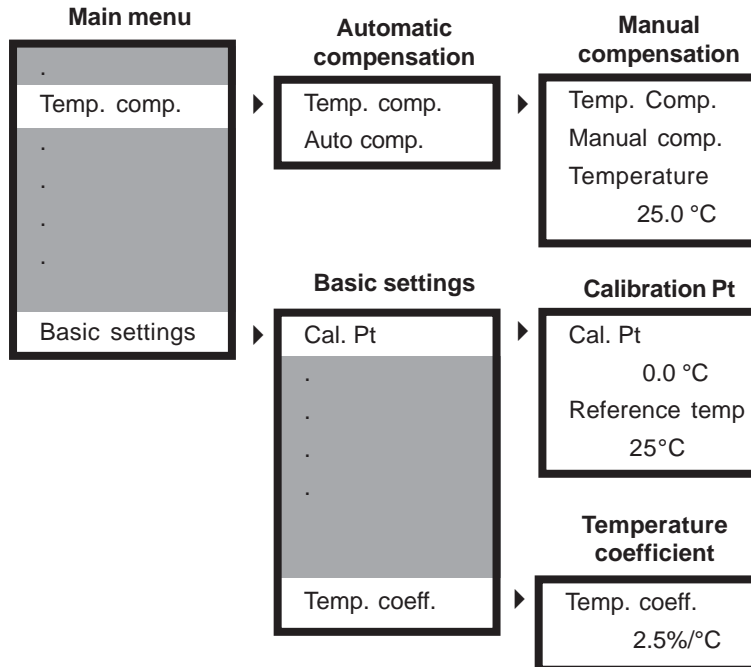 Main menu
.
Temp. comp.
.
.
.
.
Basic settings
Automatic
compensation
Temp. comp.
Auto comp.
Manual
compensation
Temp. Comp.
Manual comp.
Temperature
25.0 °C
Basic settings
Cal. Pt
.
.
.
.
Temp. coeff.
Calibration Pt
Cal. Pt
0.0 °C
Reference temp
25°C
Temperature
coefficient
Temp. coeff.
2.5%/°C